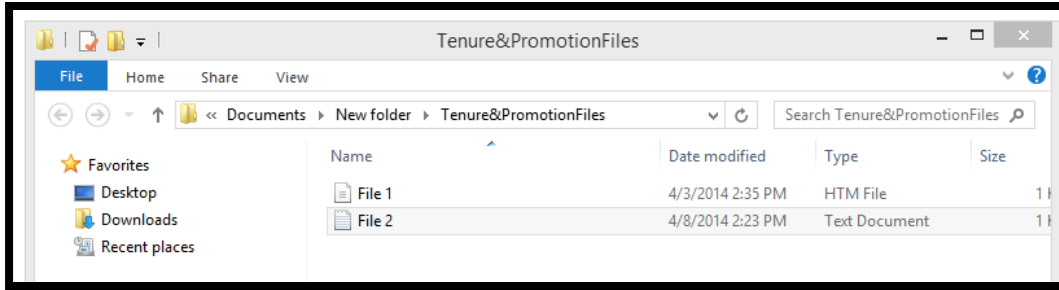 Tenure&PromotionFiles
File Home Share View
« Documents New folder Tenure&PromotionFiles Search Tenure&PromotionFiles
Favorites Name Date modified Type Size
Desktop File 1 4/3/2014 2:35 PM HTM File 1
Downloads File 2 4/8/2014 2:23 PM Text Document 1
Recent places